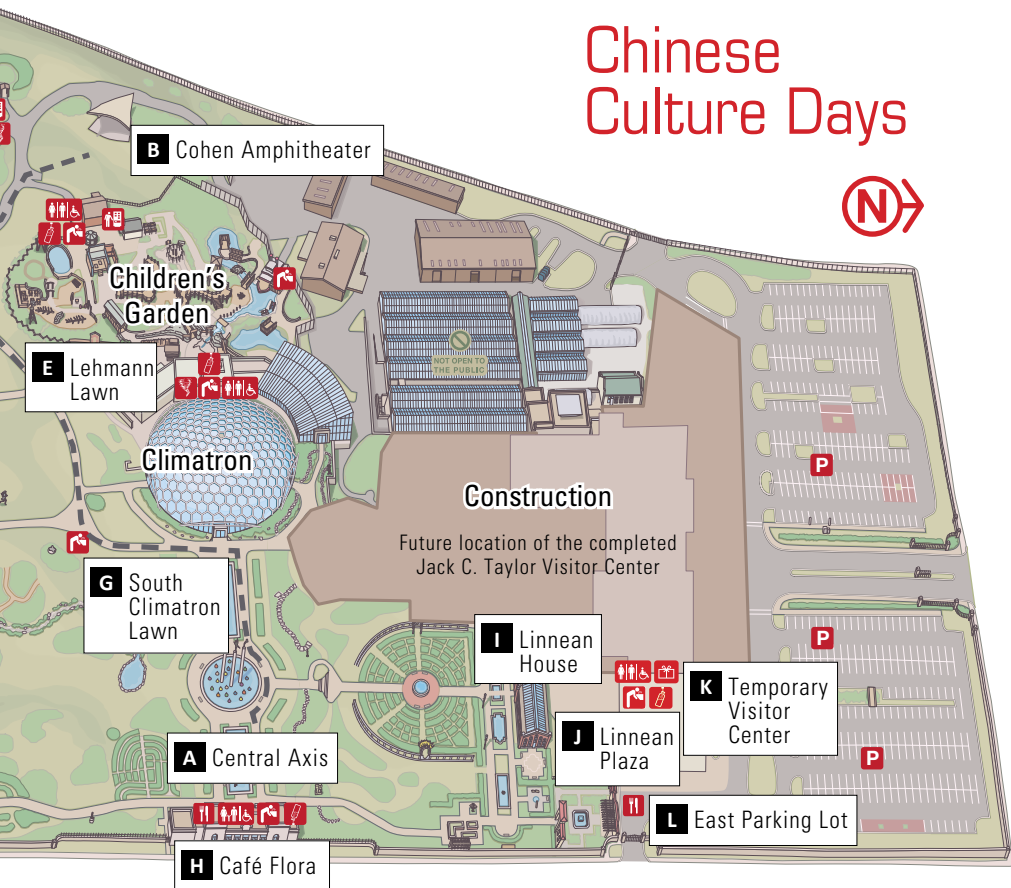 Chinese
Culture Days
N
B Cohen Amphitheater
Children's
Garden
NOT OPEN TO
THE PUBLIC
E Lehmann
Lawn
Climatron
P
Construction
Future location of the completed
Jack C. Taylor Visitor Center
G South
Climatron
Lawn
I Linnean
House
P
K Temporary
Visitor
Center
J Linnean
Plaza
A Central Axis
P
L East Parking Lot
H Café Flora